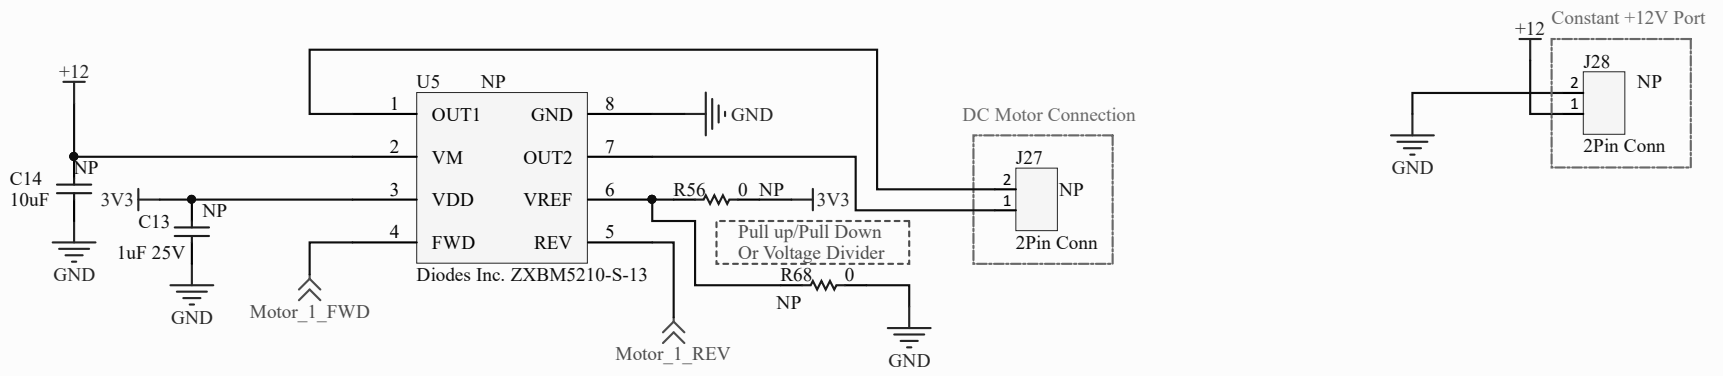 Constant +12V Port
+12
J28
2
NP
1
2Pin Conn
GND
+12
U5 NP
1 OUT1 GND 8 GND
2 VM OUT2 7
NP
C14
10uF
GND
3V3 3 VDD VREF 6 R56 0 NP 3V3
NP
C13
1uF 25V
GND
4 FWD REV 5
Diodes Inc. ZXBM5210-S-13
Motor_1_FWD
Motor_1_REV
Pull up/Pull Down
Or Voltage Divider
R68 0
NP
GND
DC Motor Connection
J27
2
NP
1
2Pin Conn